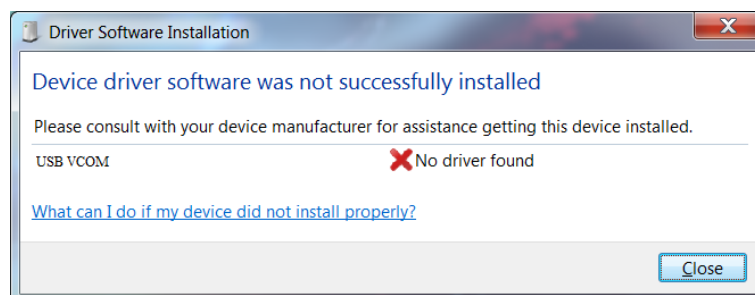 Driver Software Installation
Device driver software was not successfully installed
Please consult with your device manufacturer for assistance getting this device installed.
USB VCOM No driver found
What can I do if my device did not install properly?
Close